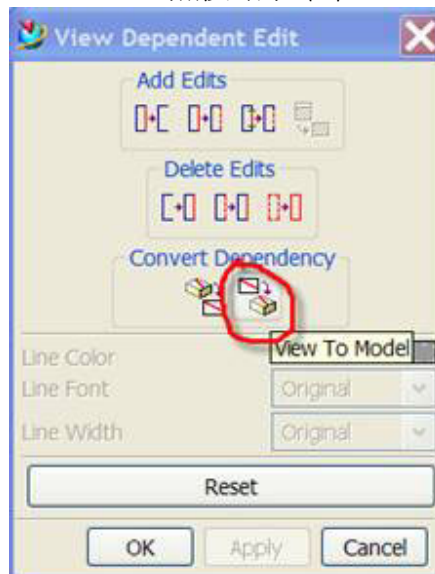 View Dependent Edit
Add Edits
Delete Edits
Convert Dependency
View To Model
Line Color
Line Font
Original
Line Width
Original
Reset
OK
Apply
Cancel